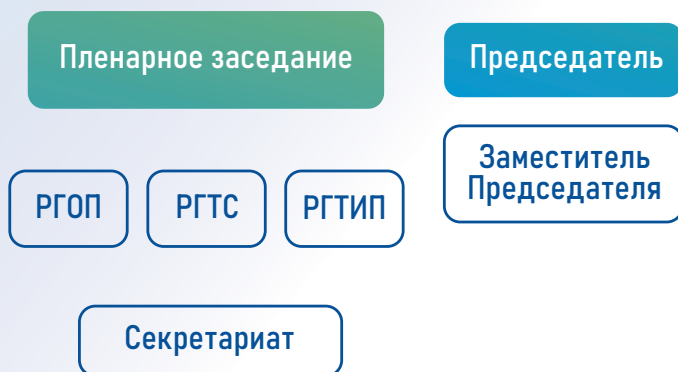 Пленарное заседание
Председатель
Заместитель
Председателя
РГОП
РГТС
РГТИП
Секретариат